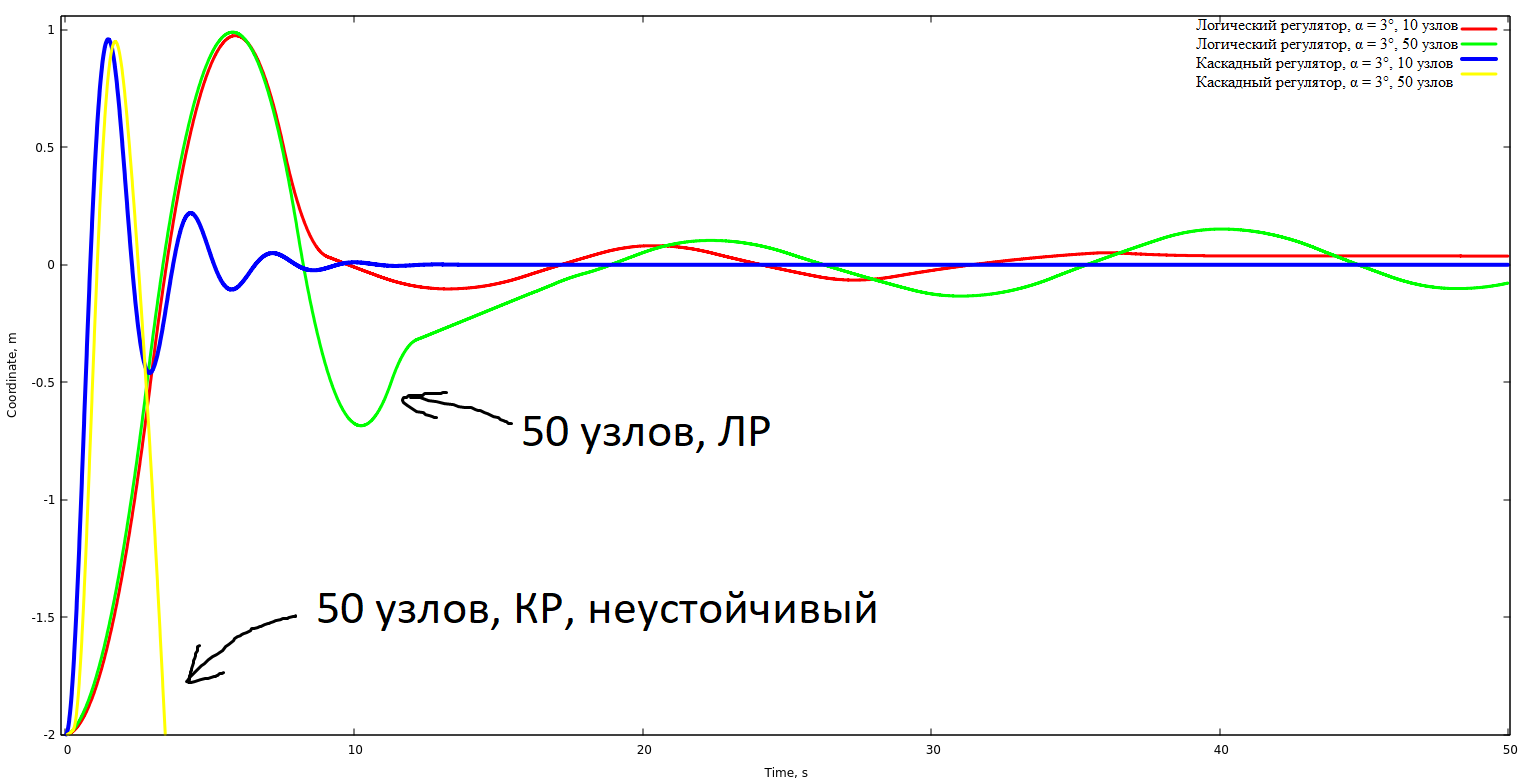 Логический регулятор, α = 3°, 10 узлов
Логический регулятор, α = 3°, 50 узлов
Каскадный регулятор, α = 3°, 10 узлов
Каскадный регулятор, α = 3°, 50 узлов
1
0.5
0
-0.5
-1
-1.5
-2
Coordinate, m
50 узлов, ЛР
50 узлов, КР, неустойчивый
0 10 20 30 40 50
Time, s